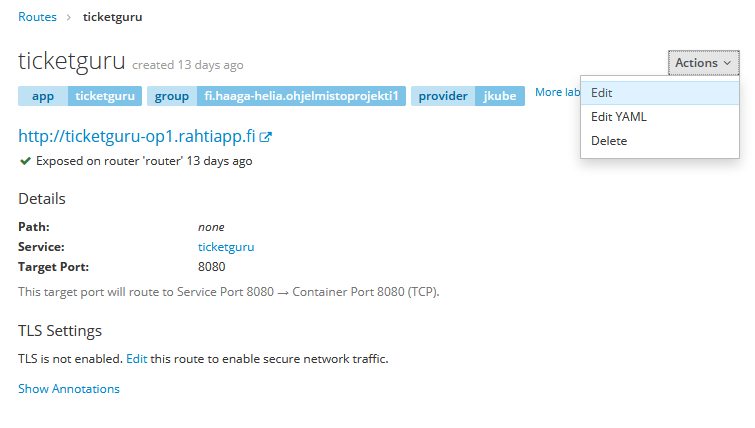 Routes › ticketguru
ticketguru created 13 days ago
Actions
app ticketguru group fi.haaga-helia.ohjelmistoprojekti1 provider jkube More lab
Edit
Edit YAML
Delete
http://ticketguru-op1.rahtiapp.fi
Exposed on router 'router' 13 days ago
Details
Path: none
Service: ticketguru
Target Port: 8080
This target port will route to Service Port 8080 → Container Port 8080 (TCP).
TLS Settings
TLS is not enabled. Edit this route to enable secure network traffic.
Show Annotations